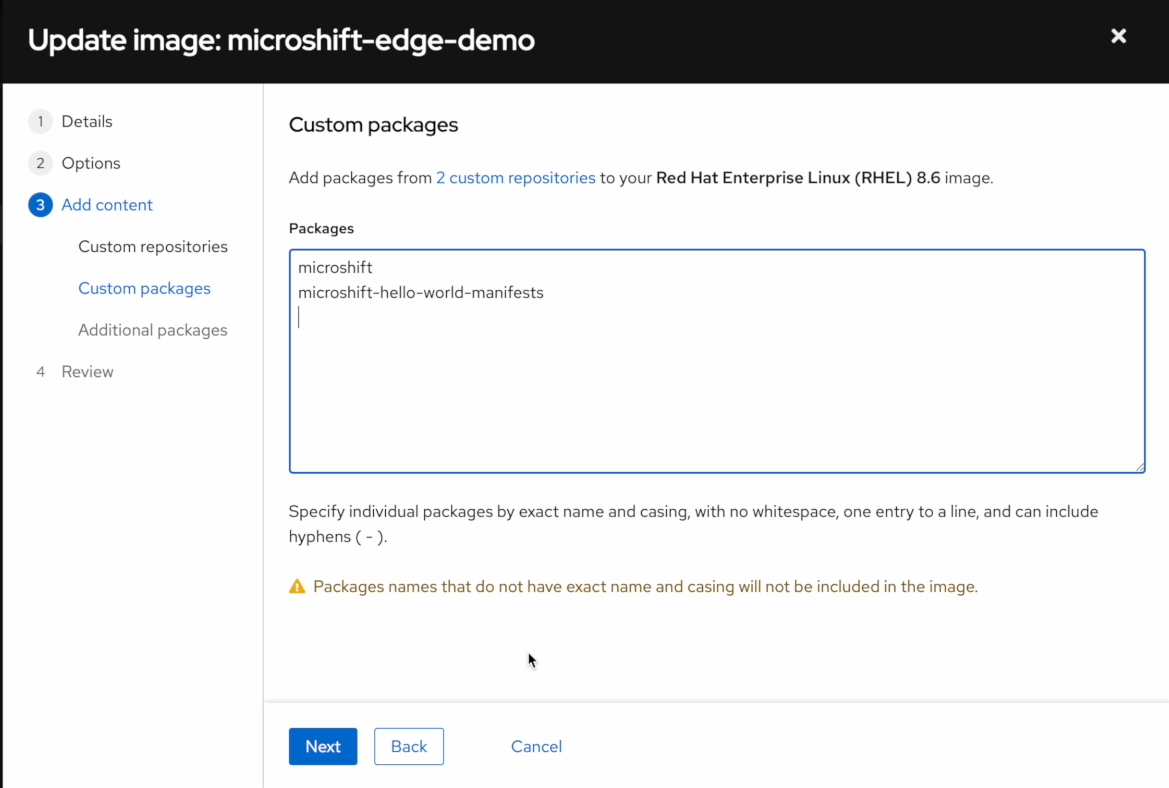 Update image: microshift-edge-demo
1 Details
2 Options
3 Add content
Custom repositories
Custom packages
Additional packages
4 Review
Custom packages
Add packages from 2 custom repositories to your Red Hat Enterprise Linux (RHEL) 8.6 image.
Packages
microshift
microshift-hello-world-manifests
Specify individual packages by exact name and casing, with no whitespace, one entry to a line, and can include
hyphens ( - ).
Packages names that do not have exact name and casing will not be included in the image.
Next Back Cancel